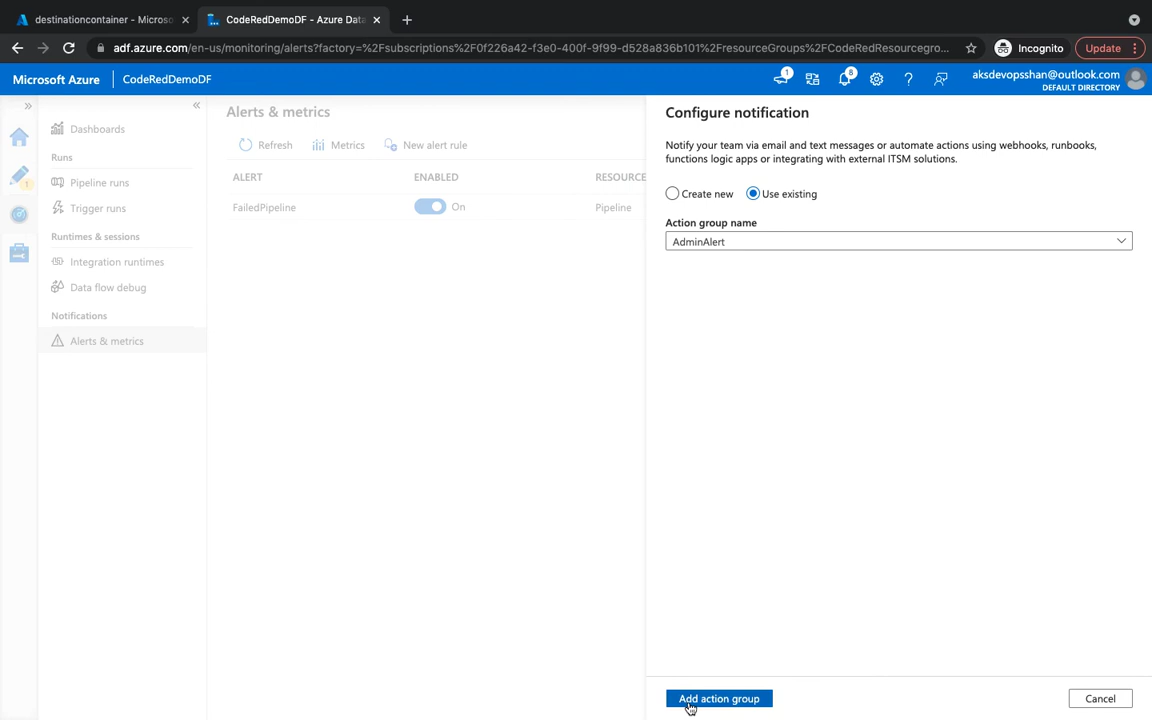 destinationcontainer - Microso
CodeRedDemoDF - Azure Data
adf.azure.com/en-us/monitoring/alerts?factory=%2Fsubscriptions%2F0f226a42-f3e0-400f-9f99-d528a836b101%2FresourceGroups%2FCodeRedResourcegro...
Incognito
Update
Microsoft Azure
CodeRedDemoDF
1
8
aksdevopsshan@outlook.com
DEFAULT DIRECTORY
Dashboards
Runs
Pipeline runs
Trigger runs
Runtimes & sessions
Integration runtimes
Data flow debug
Notifications
Alerts & metrics
1
Alerts & metrics
Refresh
Metrics
New alert rule
ALERT
ENABLED
RESOURCE
FailedPipeline
On
Pipeline
Configure notification
Notify your team via email and text messages or automate actions using webhooks, runbooks,
functions logic apps or integrating with external ITSM solutions.
Create new
Use existing
Action group name
AdminAlert
Add action group
Cancel